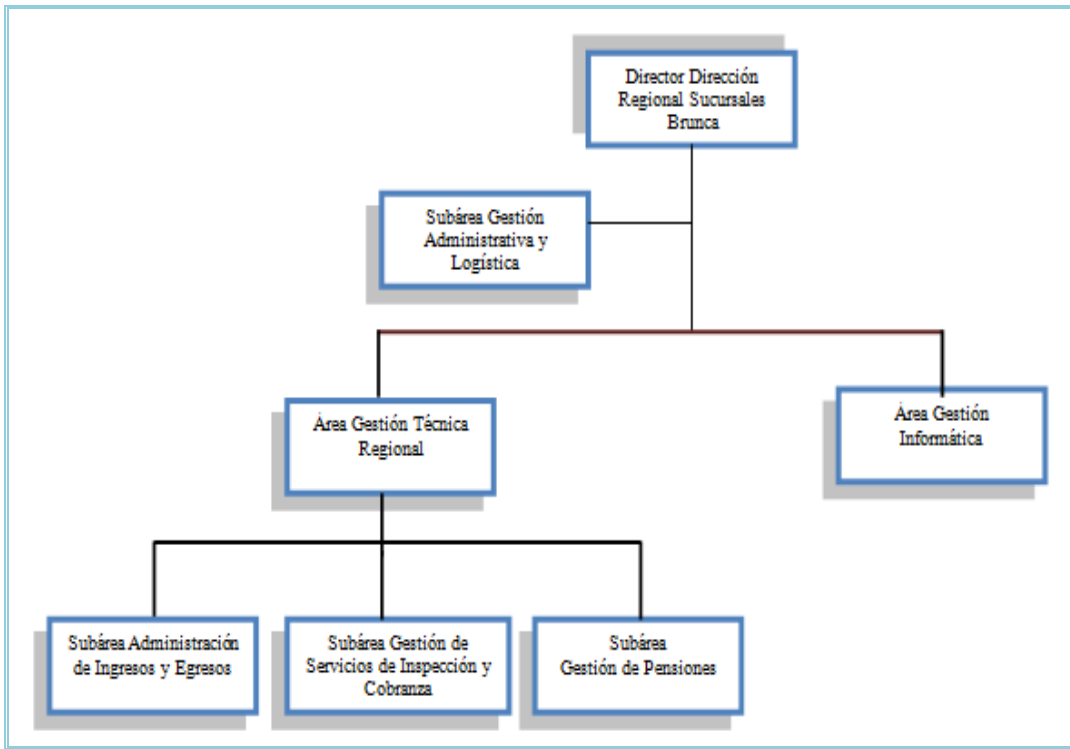 Director Dirección
Regional Sucursales
Brunca
Subárea Gestión
Administrativa y
Logística
Área Gestión Técnica
Regional
Área Gestión
Informática
Subárea Administración
de Ingresos y Egresos
Subárea Gestión de
Servicios de Inspección y
Cobranza
Subárea
Gestión de Pensiones